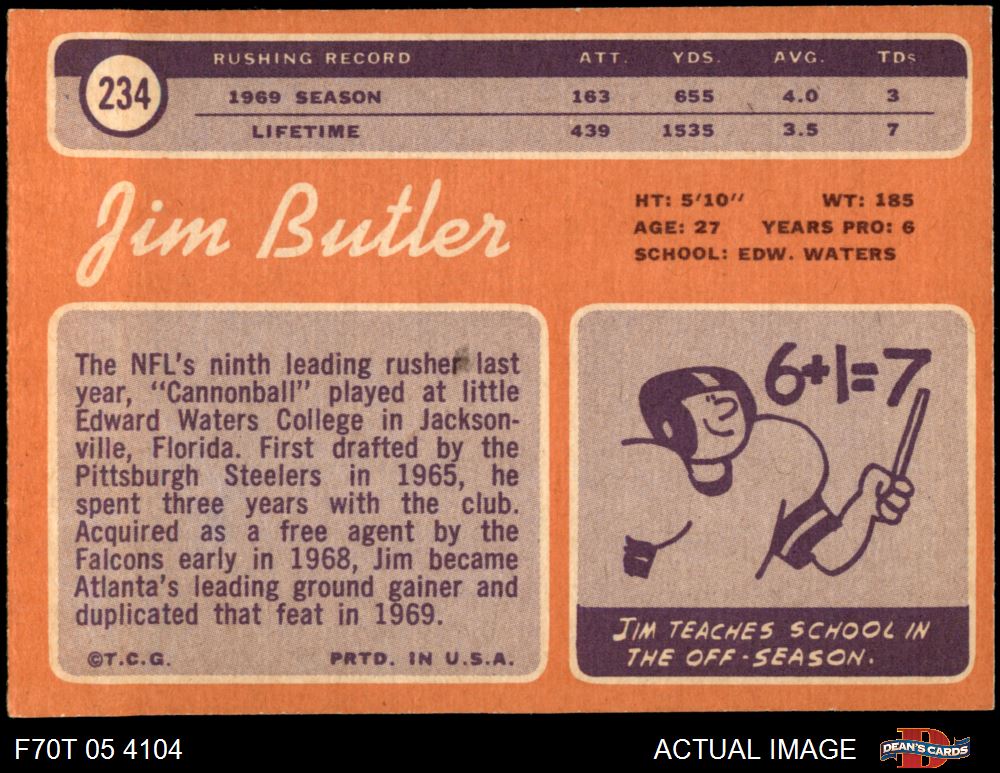 RUSHING RECORD ATT. YDS. AVG. TDs
234
1969 SEASON 163 655 4.0 3
LIFETIME 439 1535 3.5 7
Jim Butler
HT: 5'10" WT: 185
AGE: 27 YEARS PRO: 6
SCHOOL: EDW. WATERS
The NFL's ninth leading rusher last
year, "Cannonball" played at little
Edward Waters College in Jackson-
ville, Florida. First drafted by the
Pittsburgh Steelers in 1965, he
spent three years with the club.
Acquired as a free agent by the
Falcons early in 1968, Jim became
Atlanta's leading ground gainer and
duplicated that feat in 1969.
©T.C.G. PRTD. IN U.S.A.
6+1=7
JIM TEACHES SCHOOL IN
THE OFF-SEASON.
F70T 05 4104 ACTUAL IMAGE
D
DEAN'S CARDS